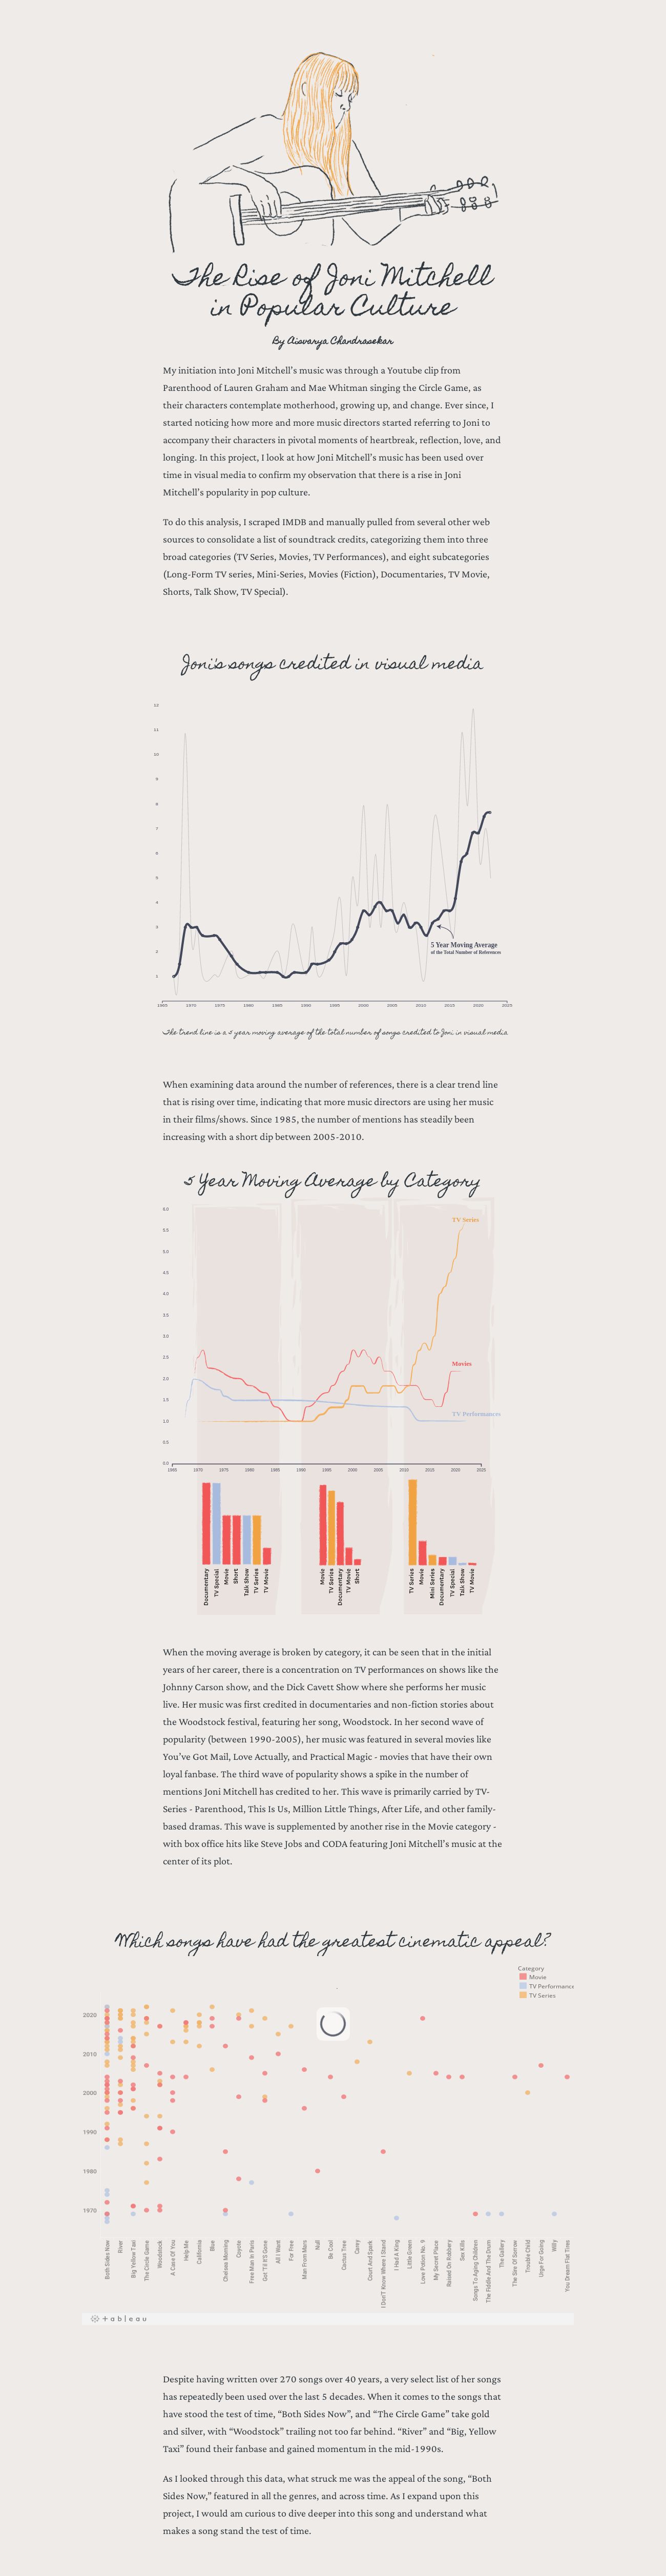 The Rise of Joni Mitchell
in Popular Culture
By Aisvarya Chandrasekar
My initiation into Joni Mitchell's music was through a Youtube clip from
Parenthood of Lauren Graham and Mae Whitman singing the Circle Game, as
their characters contemplate motherhood, growing up, and change. Ever since, I
started noticing how more and more music directors started referring to Joni to
accompany their characters in pivotal moments of heartbreak, reflection, love, and
longing. In this project, I look at how Joni Mitchell's music has been used over
time in visual media to confirm my observation that there is a rise in Joni
Mitchell's popularity in pop culture.
To do this analysis, I scraped IMDB and manually pulled from several other web
sources to consolidate a list of soundtrack credits, categorizing them into three
broad categories (TV Series, Movies, TV Performances), and eight subcategories
(Long-Form TV series, Mini-Series, Movies (Fiction), Documentaries, TV Movie,
Shorts, Talk Show, TV Special).
Joni's songs credited in visual media
12
11
10
9
8
7
6
5
4
3
2
1
5 Year Moving Average
of the Total Number of References
1965 1970 1975 1980 1985 1990 1995 2000 2005 2010 2015 2020 2025
The trend line is a 5 year moving average of the total number of songs credited to Joni in visual media
When examining data around the number of references, there is a clear trend line
that is rising over time, indicating that more music directors are using her music
in their films/shows. Since 1985, the number of mentions has steadily been
increasing with a short dip between 2005-2010.
5 Year Moving Average by Category
6.0
5.5
5.0
4.5
4.0
3.5
3.0
2.5
2.0
1.5
1.0
0.5
0.0
TV Series
Movies
TV Performances
1965 1970 1975 1980 1985 1990 1995 2000 2005 2010 2015 2020 2025
Documentary
TV Special
Movie
Short
Talk Show
TV Series
TV Movie
Movie
TV Series
Documentary
TV Movie
Short
TV Series
Movie
Mini Series
Documentary
TV Special
Talk Show
TV Movie
When the moving average is broken by category, it can be seen that in the initial
years of her career, there is a concentration on TV performances on shows like the
Johnny Carson show, and the Dick Cavett Show where she performs her music
live. Her music was first credited in documentaries and non-fiction stories about
the Woodstock festival, featuring her song, Woodstock. In her second wave of
popularity (between 1990-2005), her music was featured in several movies like
You've Got Mail, Love Actually, and Practical Magic - movies that have their own
loyal fanbase. The third wave of popularity shows a spike in the number of
mentions Joni Mitchell has credited to her. This wave is primarily carried by TV-
Series - Parenthood, This Is Us, Million Little Things, After Life, and other family-
based dramas. This wave is supplemented by another rise in the Movie category -
with box office hits like Steve Jobs and CODA featuring Joni Mitchell's music at the
center of its plot.
Which songs have had the greatest cinematic appeal?
Category
Movie
TV Performance
TV Series
2020
2010
2000
1990
1980
1970
Both Sides Now
River
Big Yellow Taxi
The Circle Game
Woodstock
A Case Of You
Help Me
California
Blue
Chelsea Morning
Coyote
Free Man In Paris
Got 'Til It'S Gone
All I Want
For Free
Man From Mars
Null
Be Cool
Cactus Tree
Carey
Court And Spark
I Don'T Know Where I Stand
I Had A King
Little Green
Love Potion No. 9
My Secret Place
Raised On Robbery
Sex Kills
Songs To Aging Children
The Fiddle And The Drum
The Gallery
The Sire Of Sorrow
Trouble Child
Urge For Going
Willy
You Dream Flat Tires
+ a b l e a u
Despite having written over 270 songs over 40 years, a very select list of her songs
has repeatedly been used over the last 5 decades. When it comes to the songs that
have stood the test of time, "Both Sides Now", and "The Circle Game" take gold
and silver, with "Woodstock" trailing not too far behind. "River" and "Big, Yellow
Taxi" found their fanbase and gained momentum in the mid-1990s.
As I looked through this data, what struck me was the appeal of the song, "Both
Sides Now," featured in all the genres, and across time. As I expand upon this
project, I would am curious to dive deeper into this song and understand what
makes a song stand the test of time.